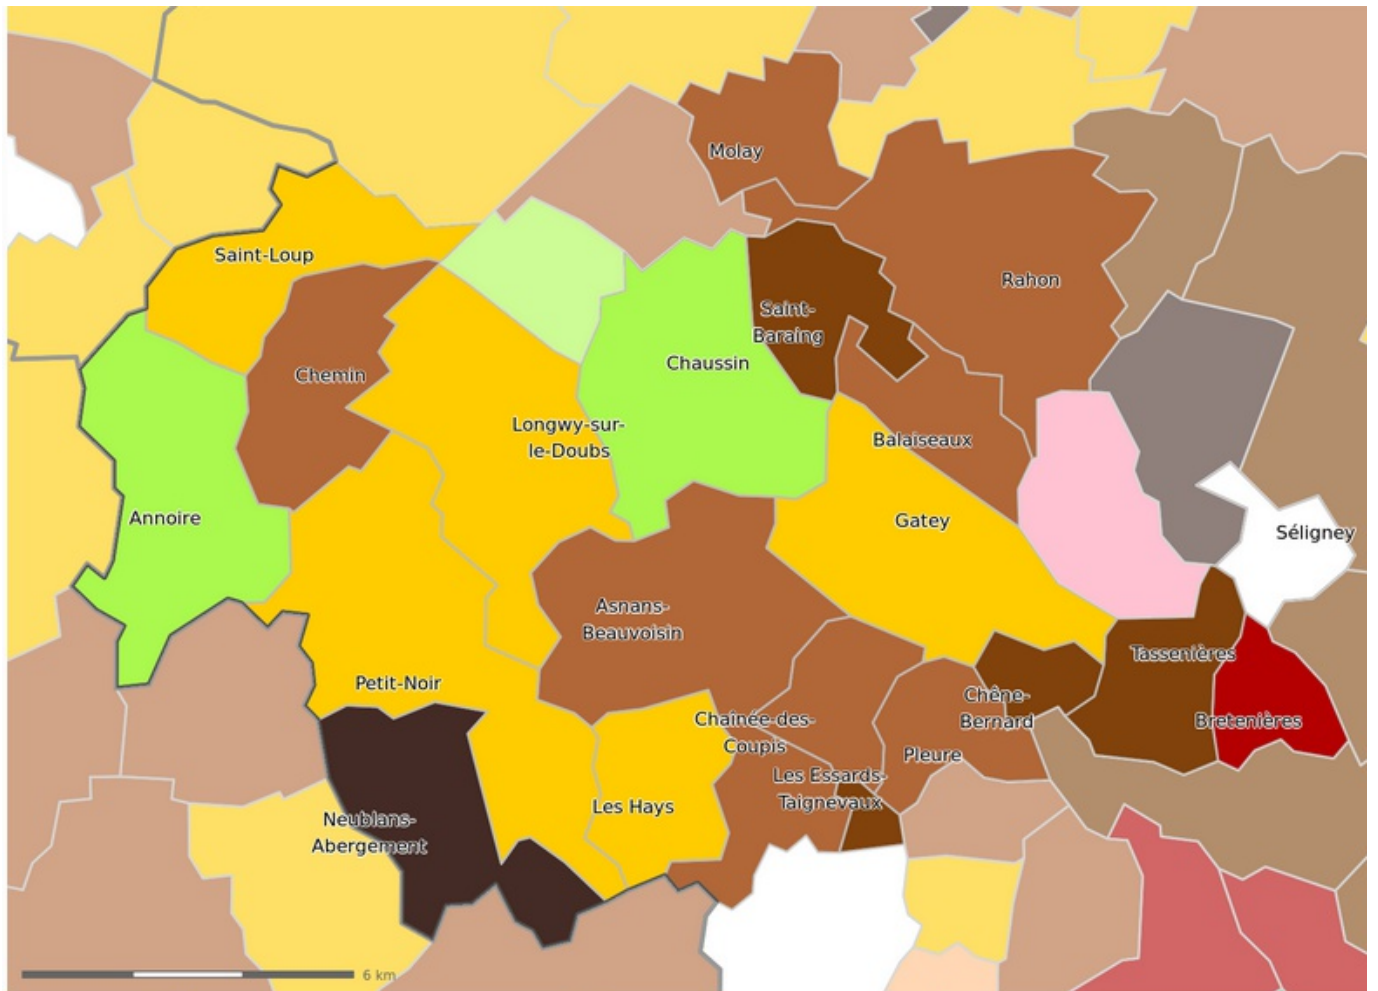 Molay
Saint-Loup
Rahon
Saint-
Baraing
Chaussin
Chemin
Longwy-sur-
le-Doubs
Balaiseaux
Annoire
Gatey
Séligney
Asnans-
Beauvoisin
Tassenières
Petit-Noir
Chêne-
Bernard
Bretenières
Chaînée-des-
Coupis
Pleure
Les Essards-
Taignevaux
Les Hays
Neublans-
Abergement
6 km